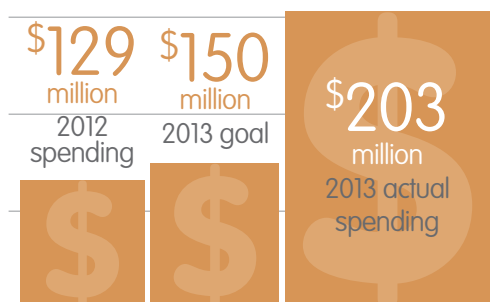 $129
million
2012
spending
$150
million
2013 goal
$203
million
2013 actual
spending
$
$
$